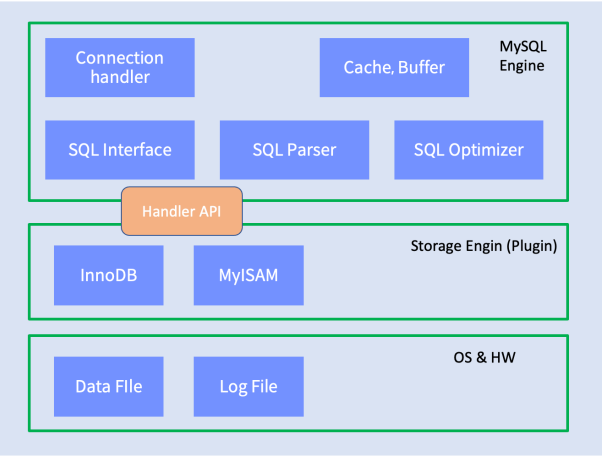 MySQL
Engine
Connection
handler
Cache, Buffer
SQL Interface
SQL Parser
SQL Optimizer
Handler API
Storage Engin (Plugin)
InnoDB
MyISAM
OS & HW
Data FIle
Log File